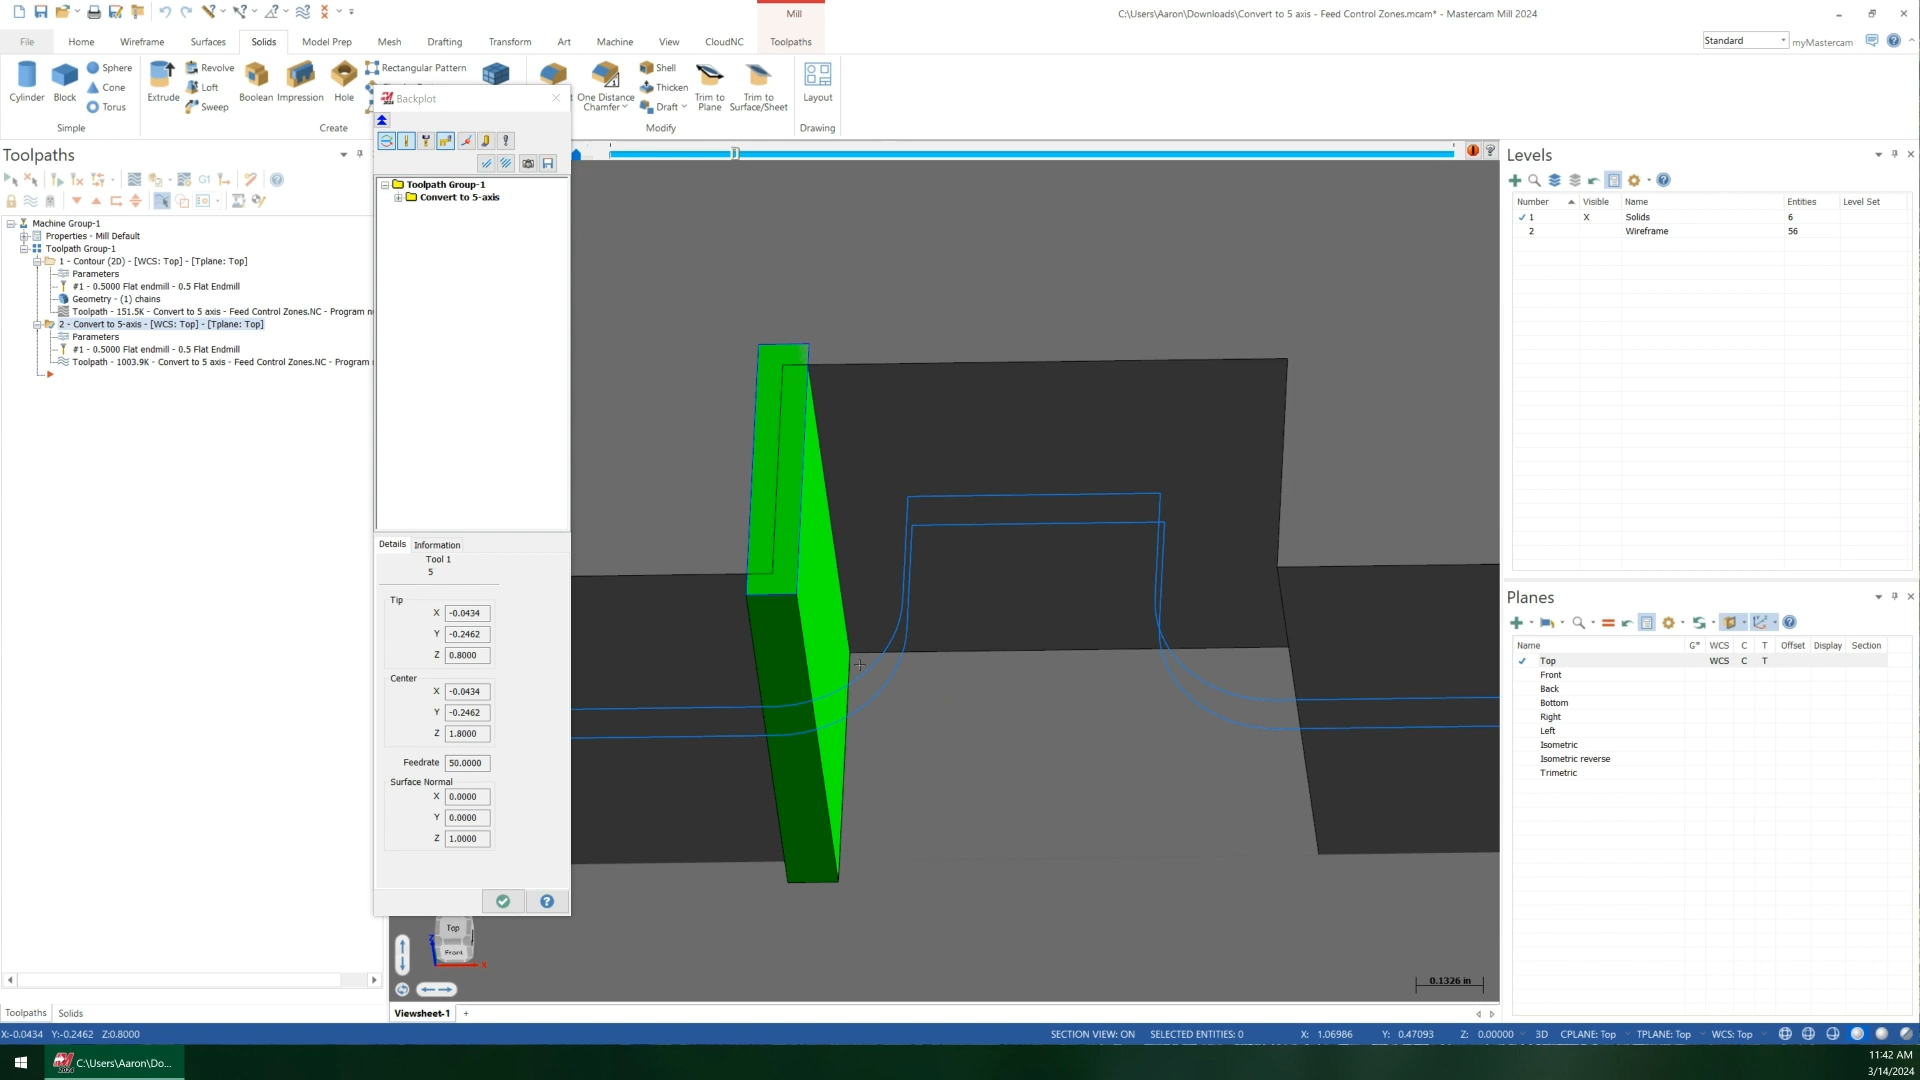 Mill
C:\Users\Aaron\Downloads\Convert to 5 axis - Feed Control Zones.mcam* - Mastercam Mill 2024
File Home Wireframe Surfaces Solids Model Prep Mesh Drafting Transform Art Machine View CloudNC Toolpaths
Standard myMastercam
Cylinder Block Sphere Cone Torus
Simple
Extrude Revolve Loft Sweep Boolean Impression Hole Rectangular Pattern
Create
One Distance Chamfer Shell Thicken Draft Trim to Plane Trim to Surface/Sheet
Modify
Layout
Drawing
Backplot
Toolpath Group-1
Convert to 5-axis
Details Information
Tool 1
5
Tip
X -0.0434
Y -0.2462
Z 0.8000
Center
X -0.0434
Y -0.2462
Z 1.8000
Feedrate 50.0000
Surface Normal
X 0.0000
Y 0.0000
Z 1.0000
Toolpaths
G1
Machine Group-1
Properties - Mill Default
Toolpath Group-1
1 - Contour (2D) - [WCS: Top] - [Tplane: Top]
Parameters
#1 - 0.5000 Flat endmill - 0.5 Flat Endmill
Geometry - (1) chains
Toolpath - 151.5K - Convert to 5 axis - Feed Control Zones.NC - Program n
2 - Convert to 5-axis - [WCS: Top] - [Tplane: Top]
Parameters
#1 - 0.5000 Flat endmill - 0.5 Flat Endmill
Toolpath - 1003.9K - Convert to 5 axis - Feed Control Zones.NC - Program
Toolpaths Solids
Top
Front
Z
X
0.1326 in
Viewsheet-1 +
Levels
Number Visible Name Entities Level Set
1 X Solids 6
2 Wireframe 56
Planes
Name G* WCS C T Offset Display Section
Top WCS C T
Front
Back
Bottom
Right
Left
Isometric
Isometric reverse
Trimetric
X:-0.0434 Y:-0.2462 Z:0.8000
SECTION VIEW: ON SELECTED ENTITIES: 0 X: 1.06986 Y: 0.47093 Z: 0.00000 3D CPLANE: Top TPLANE: Top WCS: Top
C:\Users\Aaron\Do...
11:42 AM
3/14/2024